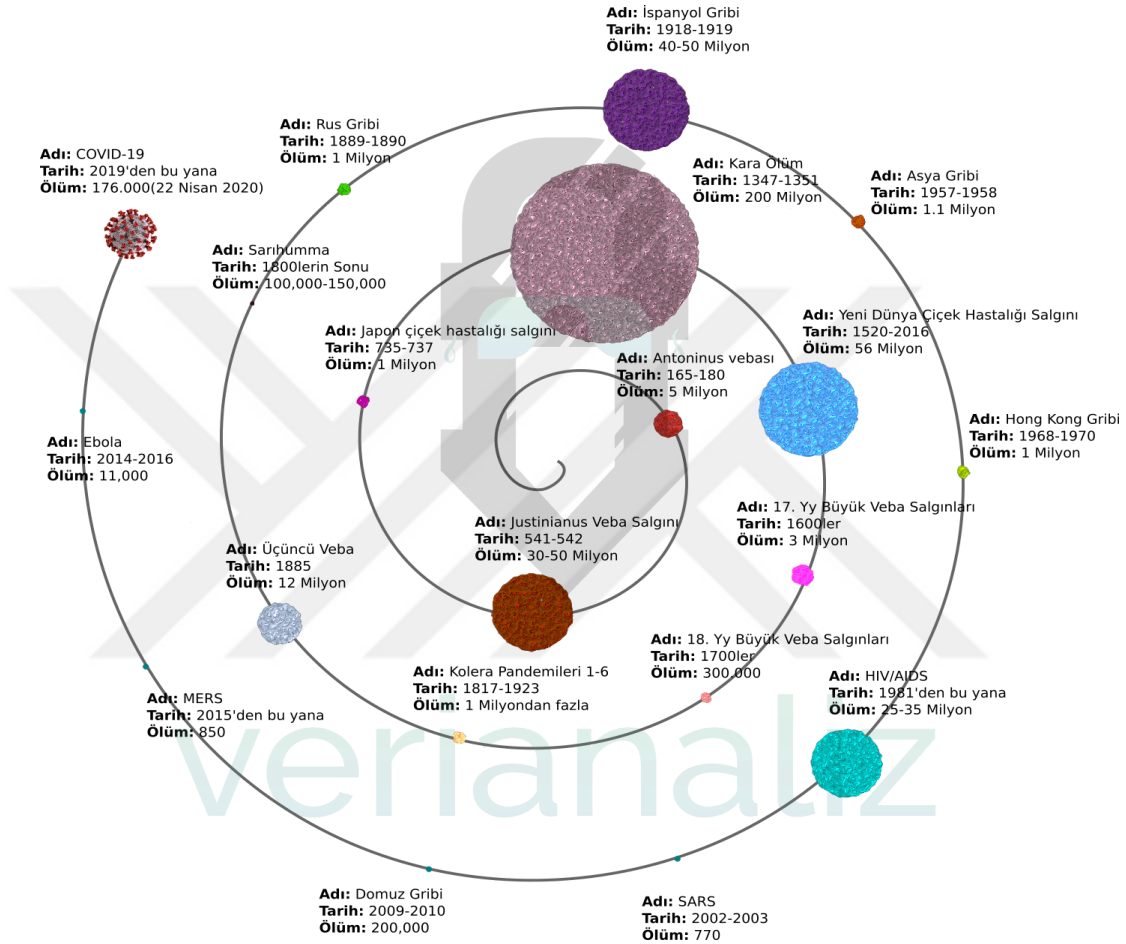 Adı: İspanyol Gribi
Tarih: 1918-1919
Ölüm: 40-50 Milyon
Adı: Rus Gribi
Tarih: 1889-1890
Ölüm: 1 Milyon
Adı: COVID-19
Tarih: 2019'den bu yana
Ölüm: 176.000(22 Nisan 2020)
Adı: Kara Ölüm
Tarih: 1347-1351
Ölüm: 200 Milyon
Adı: Asya Gribi
Tarih: 1957-1958
Ölüm: 1.1 Milyon
Adı: Sarıhumma
Tarih: 1800lerin Sonu
Ölüm: 100,000-150,000
Adı: Japon çiçek hastalığı salgını
Tarih: 735-737
Ölüm: 1 Milyon
Adı: Yeni Dünya Çiçek Hastalığı Salgını
Tarih: 1520-2016
Ölüm: 56 Milyon
Adı: Antoninus vebası
Tarih: 165-180
Ölüm: 5 Milyon
Adı: Hong Kong Gribi
Tarih: 1968-1970
Ölüm: 1 Milyon
Adı: Ebola
Tarih: 2014-2016
Ölüm: 11,000
Adı: 17. Yy Büyük Veba Salgınları
Tarih: 1600ler
Ölüm: 3 Milyon
Adı: Justinianus Veba Salgını
Tarih: 541-542
Ölüm: 30-50 Milyon
Adı: Üçüncü Veba
Tarih: 1885
Ölüm: 12 Milyon
Adı: 18. Yy Büyük Veba Salgınları
Tarih: 1700ler
Ölüm: 300,000
Adı: Kolera Pandemileri 1-6
Tarih: 1817-1923
Ölüm: 1 Milyondan fazla
Adı: HIV/AIDS
Tarih: 1981'den bu yana
Ölüm: 25-35 Milyon
Adı: MERS
Tarih: 2015'den bu yana
Ölüm: 850
verianaliz
Adı: Domuz Gribi
Tarih: 2009-2010
Ölüm: 200,000
Adı: SARS
Tarih: 2002-2003
Ölüm: 770